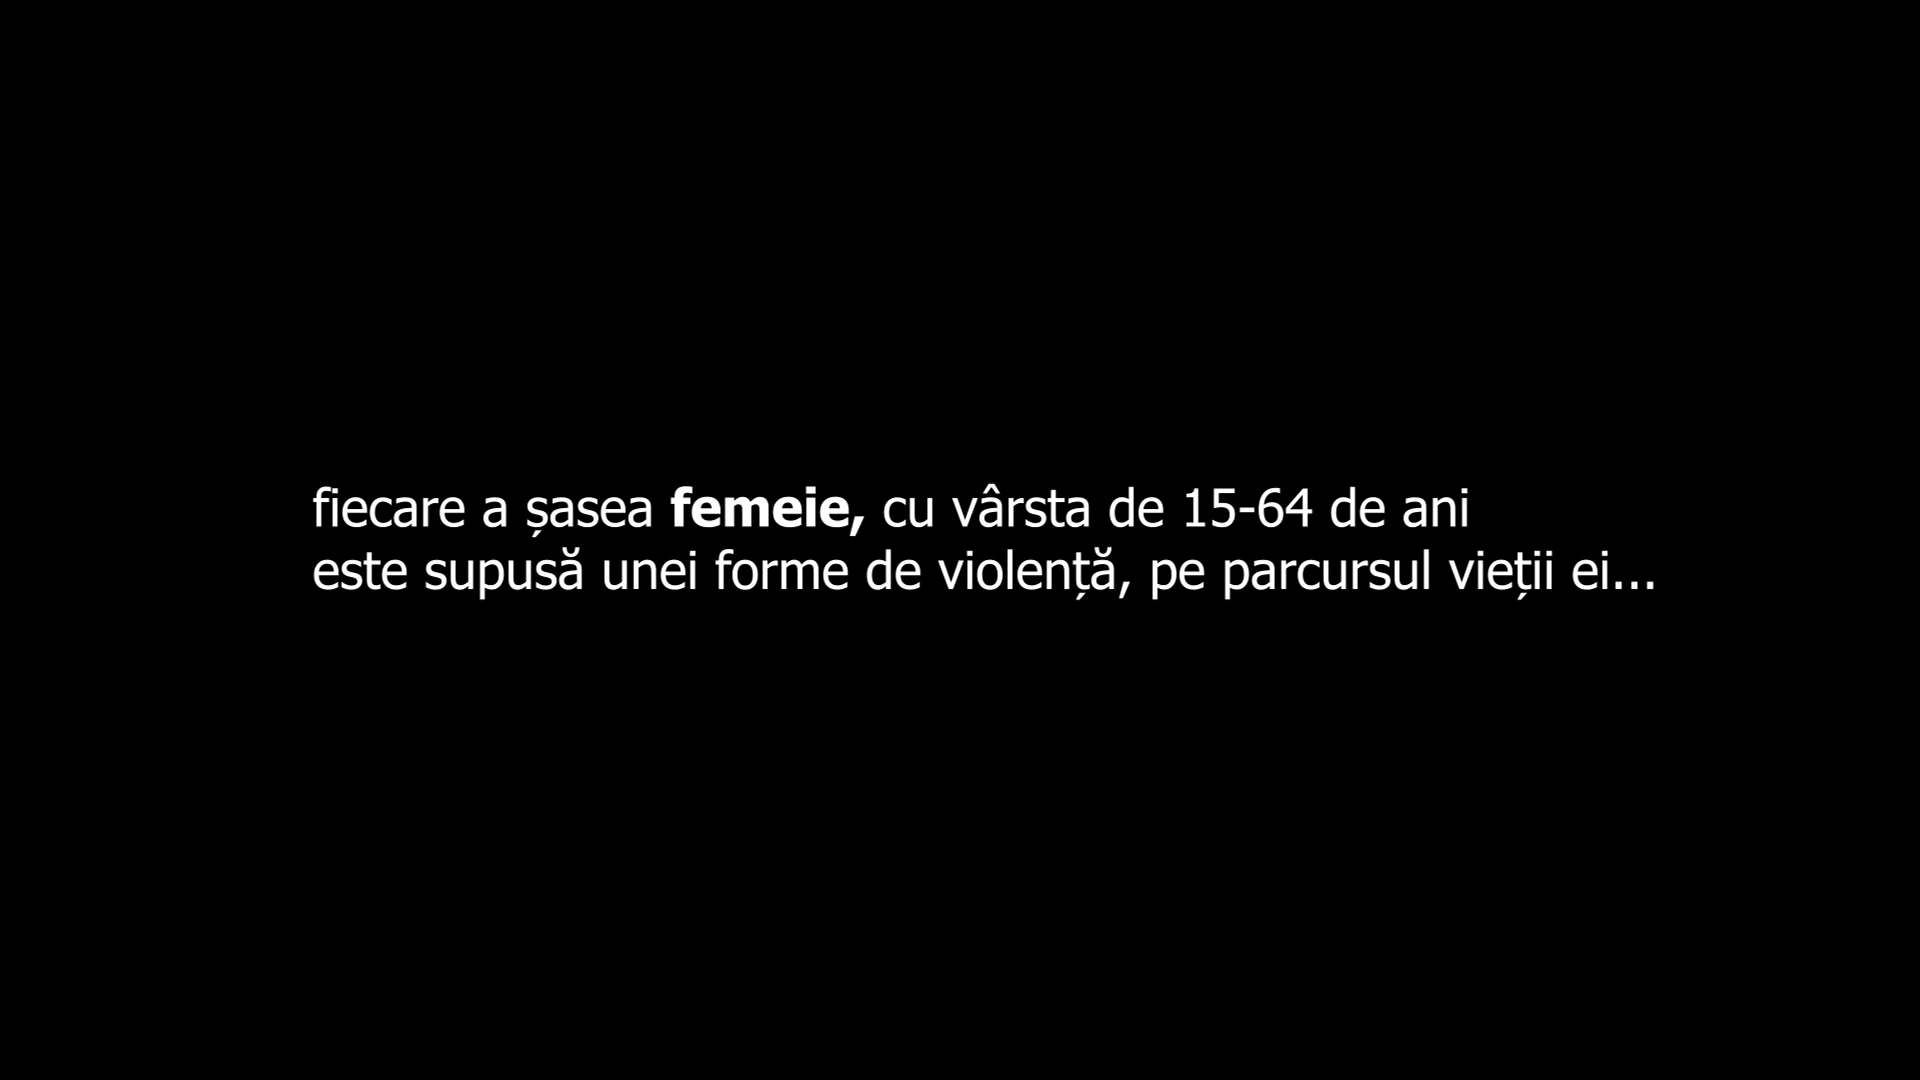 fiecare a șasea femeie, cu vârsta de 15-64 de ani
este supusă unei forme de violență, pe parcursul vieții ei...